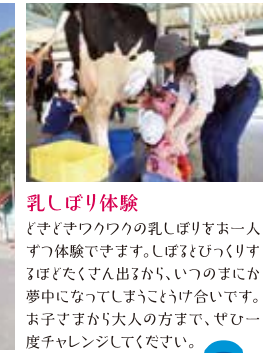 乳しぼり体験
どきどきワクワクの乳しぼりをお一人
ずつ体験できます。しぼるとびっくりす
るほどたくさん出るから、いつのまにか
夢中になってしまうことうけ合いです。
お子さまから大人の方まで、ぜひ一
度チャレンジしてください。